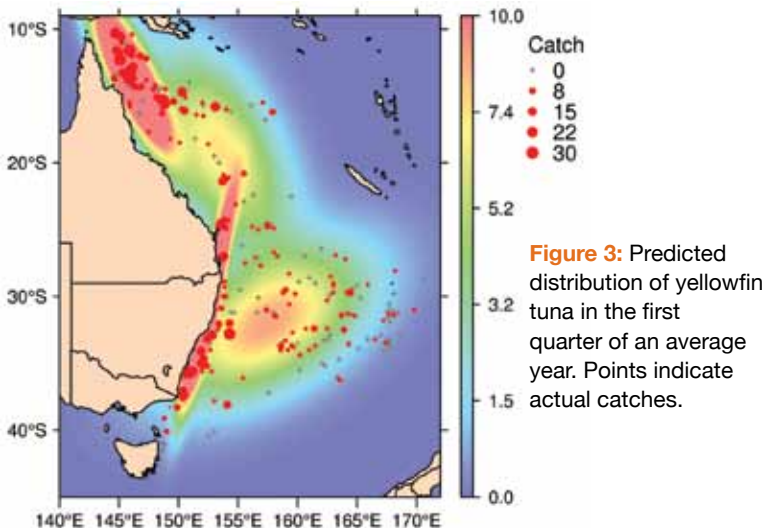 10°S
20°S
30°S
40°S
140°E 145°E 150°E 155°E 160°E 165°E 170°E
10.0
7.4
5.2
3.2
1.5
0.0
Catch
0
8
15
22
30
Figure 3: Predicted
distribution of yellowfin
tuna in the first
quarter of an average
year. Points indicate
actual catches.